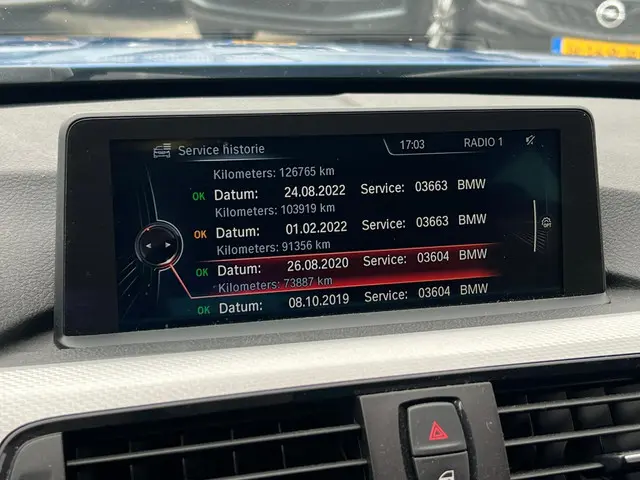 Service historie 17:03 RADIO 1
Kilometers: 126765 km
OK Datum: 24.08.2022 Service: 03663 BMW
Kilometers: 103919 km
OK Datum: 01.02.2022 Service: 03663 BMW
Kilometers: 91356 km
OK Datum: 26.08.2020 Service: 03604 BMW
Kilometers: 73887 km
OK Datum: 08.10.2019 Service: 03604 BMW